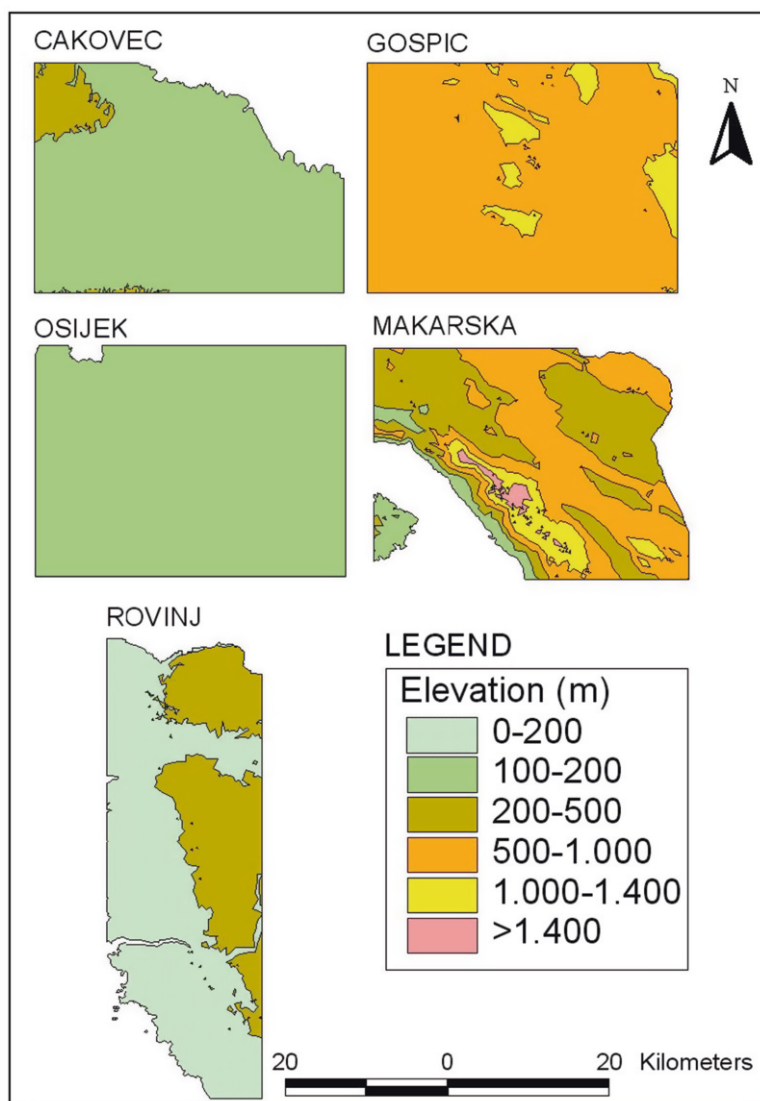 CAKOVEC
GOSPIC
N
OSIJEK
MAKARSKA
ROVINJ
LEGEND
Elevation (m)
0-200
100-200
200-500
500-1.000
1.000-1.400
>1.400
20 0 20 Kilometers